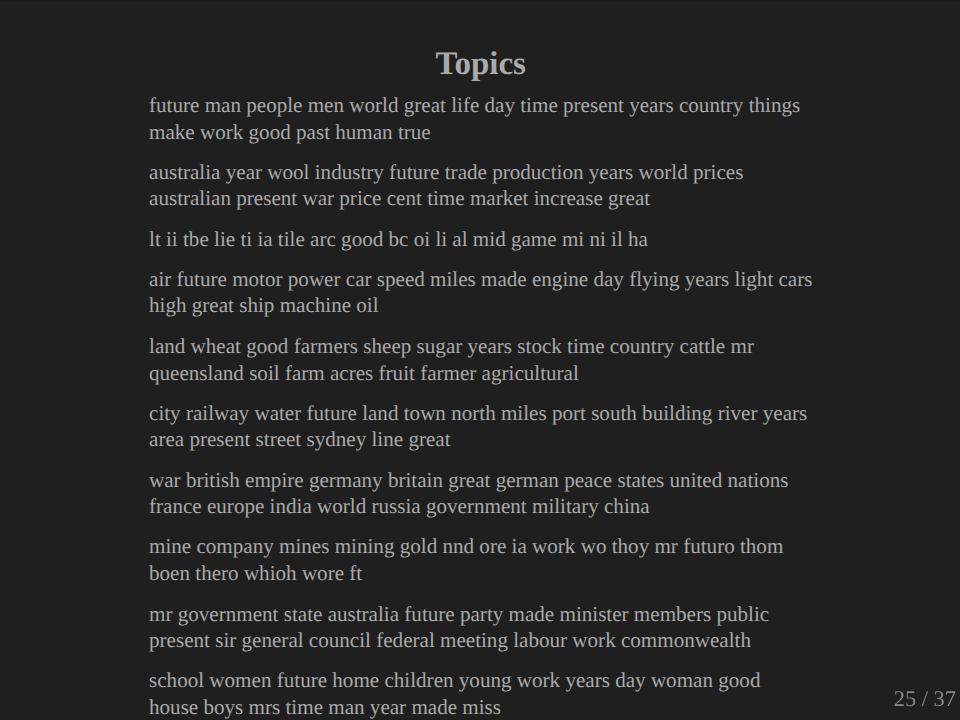 Topics
future man people men world great life day time present years country things
make work good past human true
australia year wool industry future trade production years world prices
australian present war price cent time market increase great
lt ii tbe lie ti ia tile arc good bc oi li al mid game mi ni il ha
air future motor power car speed miles made engine day flying years light cars
high great ship machine oil
land wheat good farmers sheep sugar years stock time country cattle mr
queensland soil farm acres fruit farmer agricultural
city railway water future land town north miles port south building river years
area present street sydney line great
war british empire germany britain great german peace states united nations
france europe india world russia government military china
mine company mines mining gold nnd ore ia work wo thoy mr futuro thom
boen thero whioh wore ft
mr government state australia future party made minister members public
present sir general council federal meeting labour work commonwealth
school women future home children young work years day woman good
house boys mrs time man year made miss
25 / 37